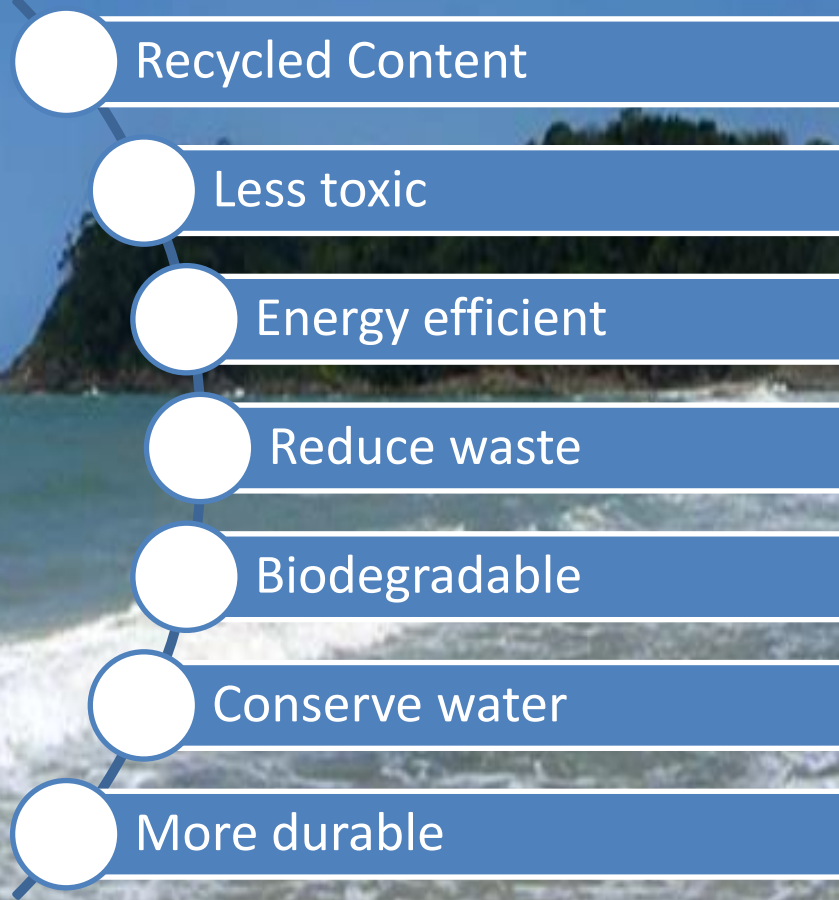 Recycled Content
Less toxic
Energy efficient
Reduce waste
Biodegradable
Conserve water
More durable